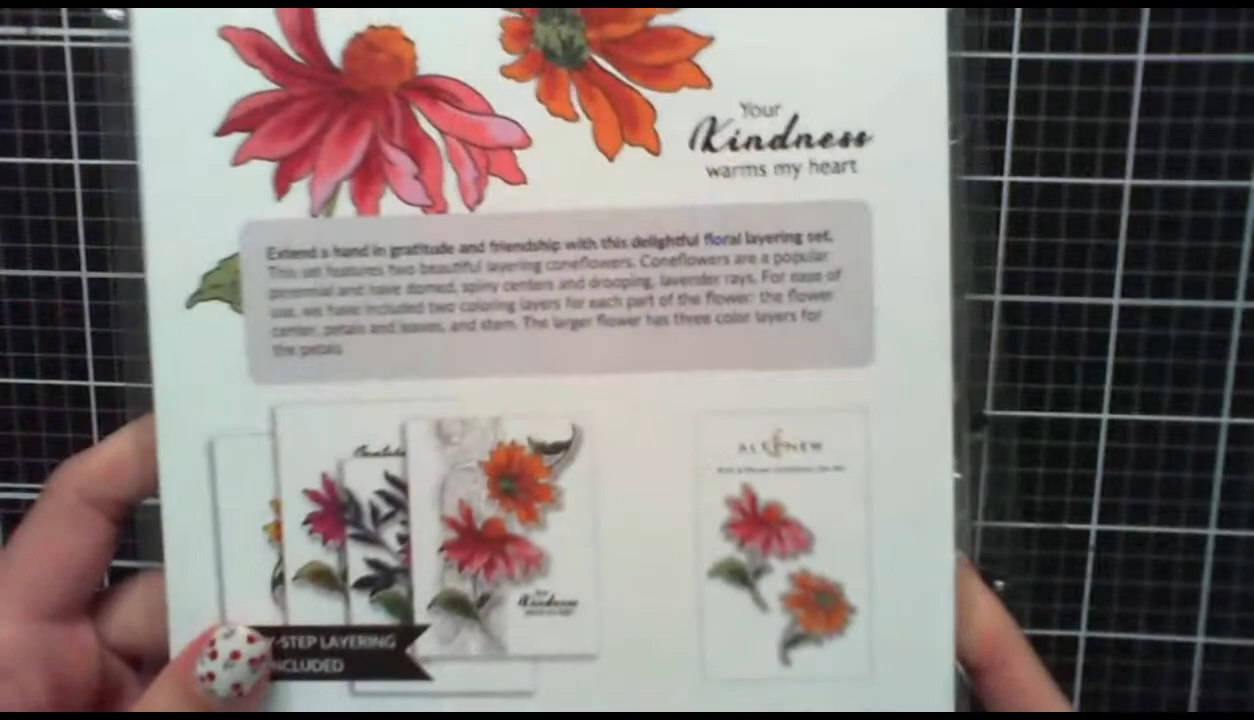 Your
Kindness
warms my heart
Extend a hand in gratitude and friendship with this delightful floral layering set.
This set features two beautiful layering coneflowers. Coneflowers are a popular
perennial and have domed, spiny centers and drooping, lavender rays. For ease of
use, we have included two coloring layers for each part of the flower: the flower
center, petals and leaves, and stem. The larger flower has three color layers for
the petals
ALTENEW
Kindness
Y-STEP LAYERING
NCLUDED